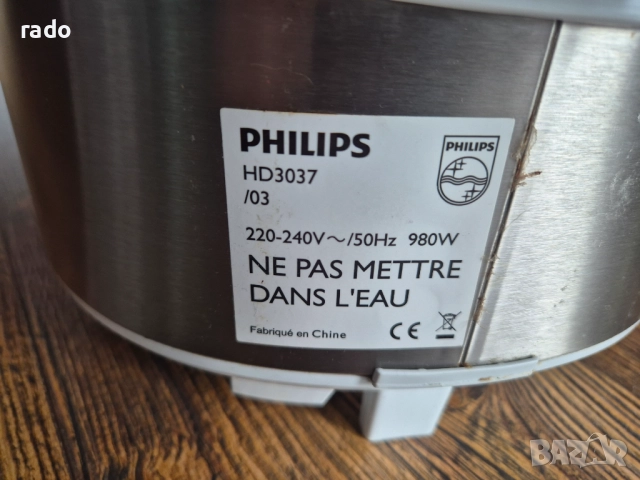 rado
PHILIPS
HD3037
/03
PHILIPS
220-240V~/50Hz 980W
NE PAS METTRE
DANS L'EAU
Fabriqué en Chine CE
BAZAR